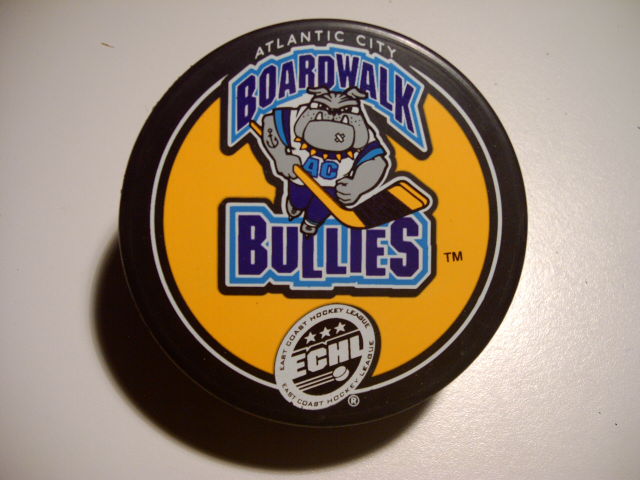 ATLANTIC CITY
BOARDWALK
AC
BULLIES
TM
EAST COAST HOCKEY LEAGUE
ECHL
EAST COAST HOCKEY LEAGUE
®